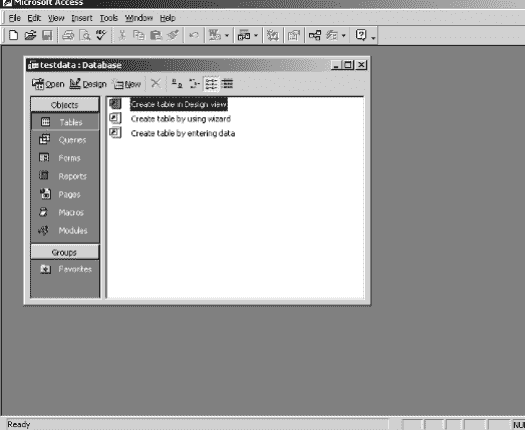 Microsoft Access
File Edit View Insert Tools Window Help
testdata : Database
Open Design New
Objects
Tables
Queries
Forms
Reports
Pages
Macros
Modules
Groups
Favorites
Create table in Design view
Create table by using wizard
Create table by entering data
Ready
NU